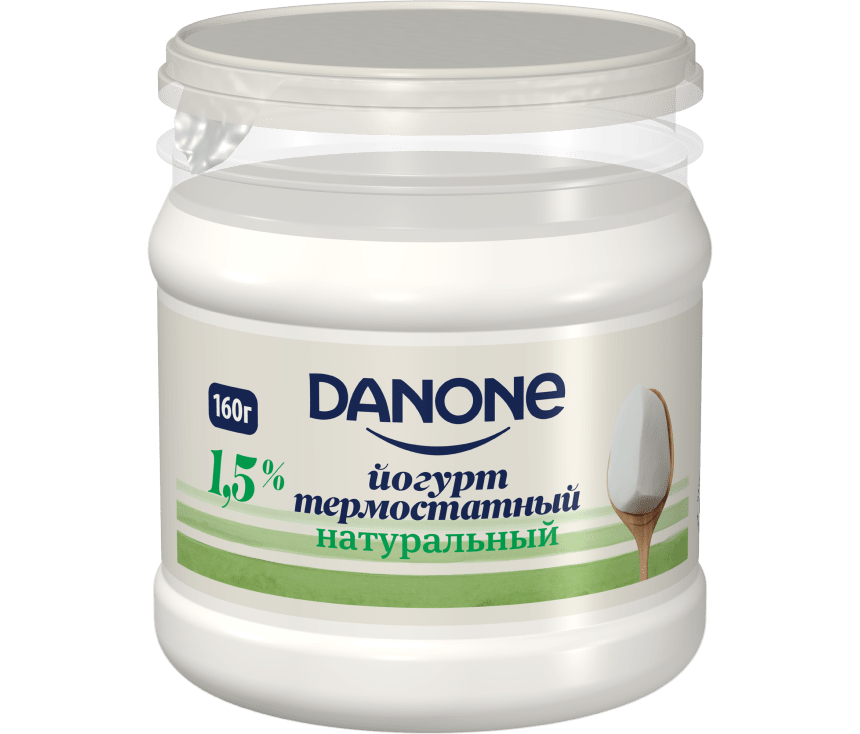 DANONE
160г
1,5%
йогурт
термостатный
натуральный